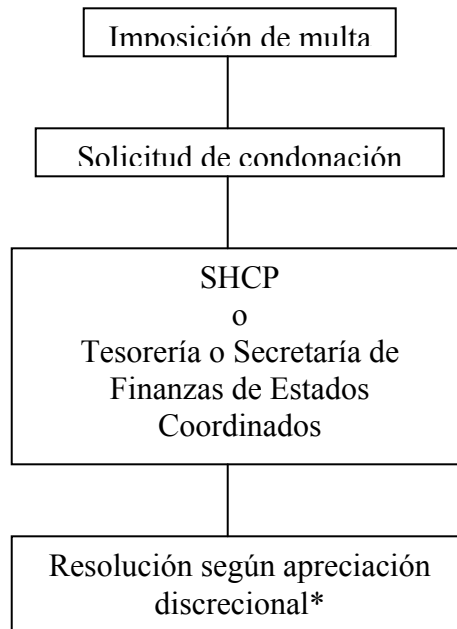 Imposición de multa
Solicitud de condonación
SHCP
o
Tesorería o Secretaría de
Finanzas de Estados
Coordinados
Resolución según apreciación
discrecional*